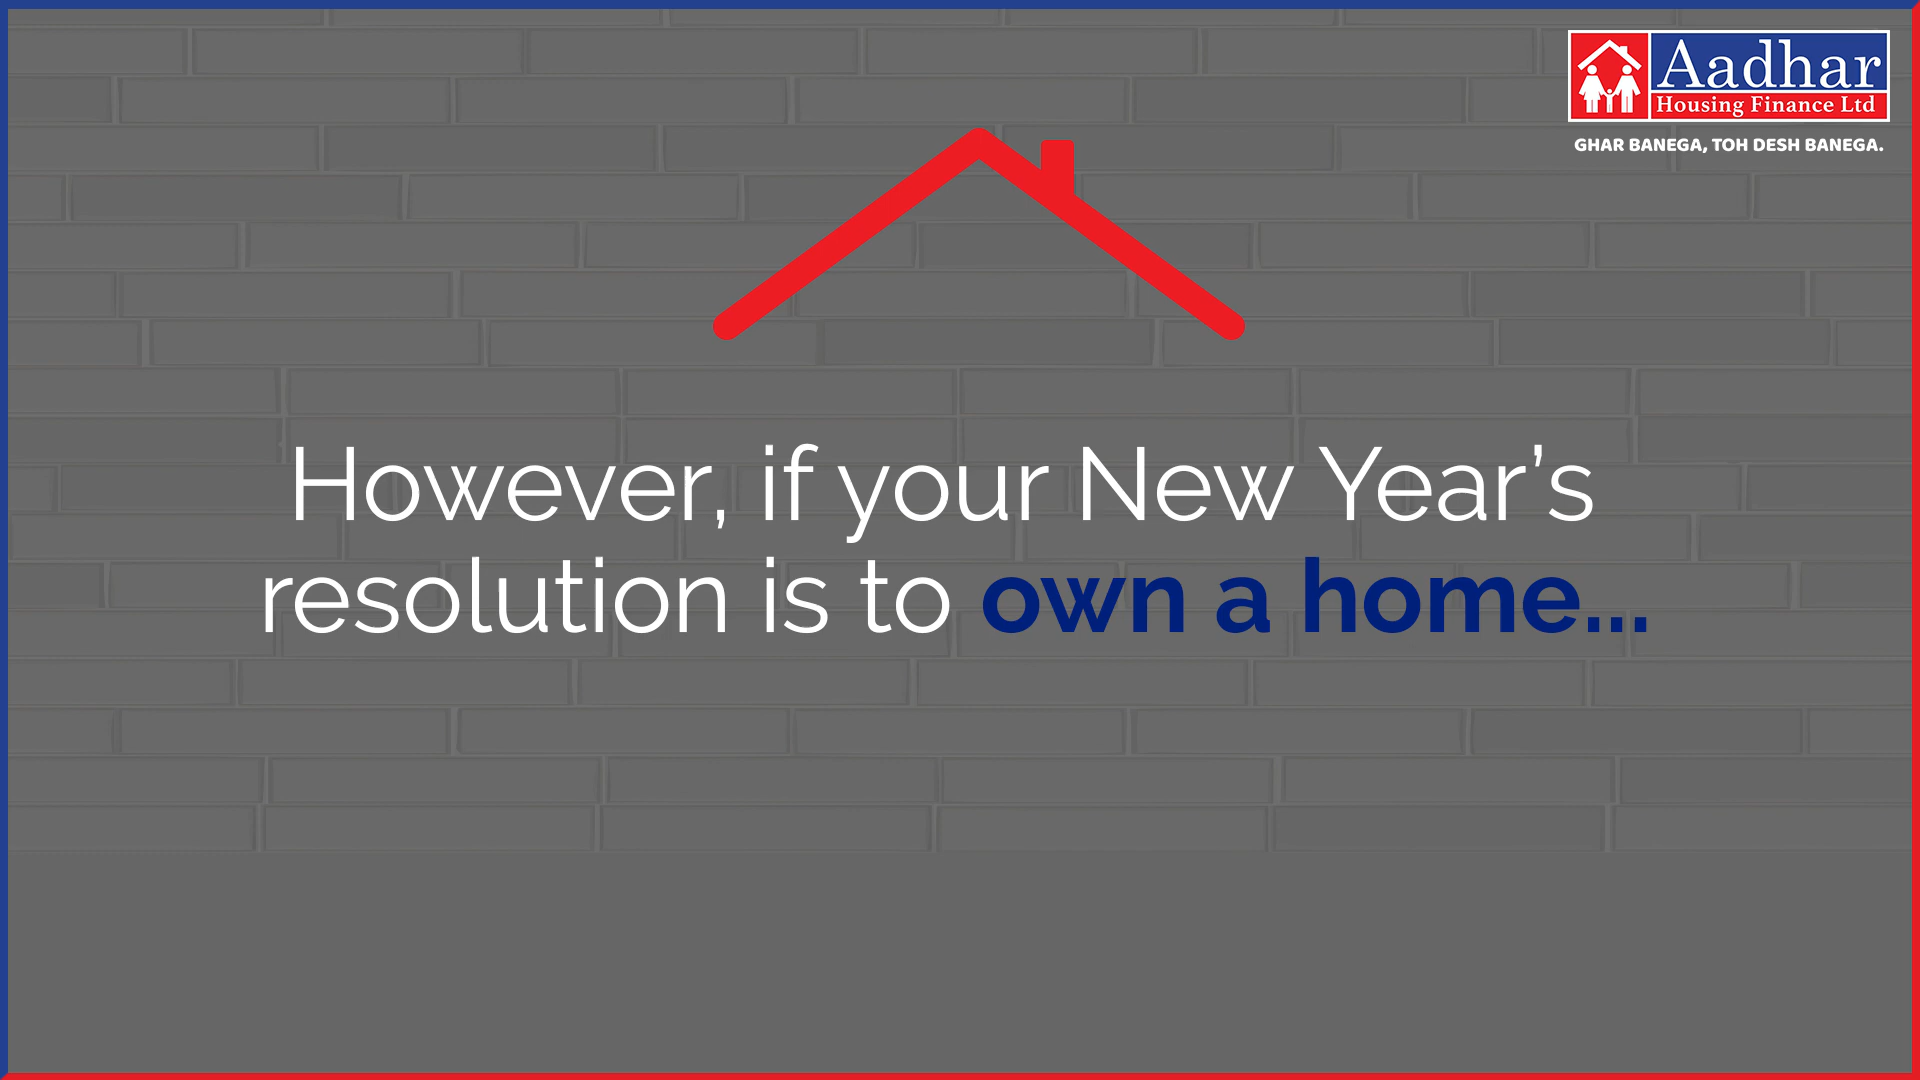 Aadhar
Housing Finance Ltd
GHAR BANEGA, TOH DESH BANEGA.
However, if your New Year’s
resolution is to own a home...